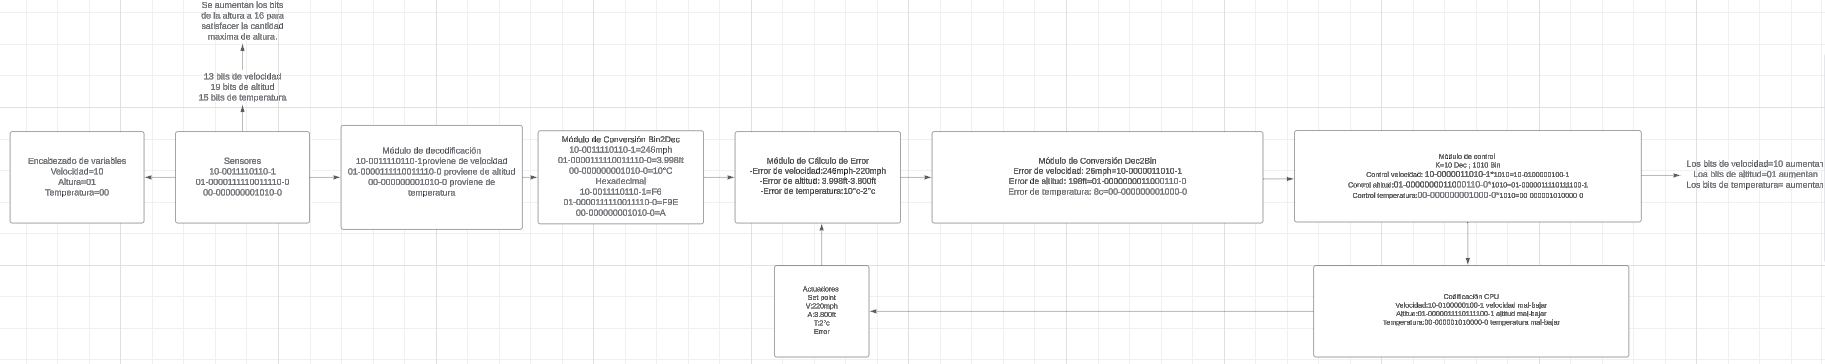 Se aumentan los bits
de la altura a 16 para
satisfacer la cantidad
maxima de altura.
13 bits de velocidad
19 bits de altitud
15 bits de temperatura
Encabezado de variables
Velocidad=10
Altura=01
Temperatura=00
Sensores
10-0011110110-1
01-0000111110011110-0
00-000000001010-0
Módulo de decodificación
10-0011110110-1proviene de velocidad
01-0000111110011110-0 proviene de altitud
00-000000001010-0 proviene de
temperatura
Módulo de Conversión Bin2Dec
10-0011110110-1=246mph
01-0000111110011110-0=3.998ft
00-000000001010-0=10°C
Hexadecimal
10-0011110110-1=F6
01-0000111110011110-0=F9E
00-000000001010-0=A
Módulo de Cálculo de Error
-Error de velocidad:246mph-220mph
-Error de altitud: 3.998ft-3.800ft
-Error de temperatura:10°c-2°c
Módulo de Conversión Dec2Bin
Error de velocidad: 26mph=10-0000011010-1
Error de altitud: 198ft=01-0000000011000110-0
Error de temperatura: 8c=00-000000001000-0
Módulo de control
K=10 Dec ; 1010 Bin
Control velocidad: 10-0000011010-1*1010=10-0100000100-1
Control altitud:01-0000000011000110-0*1010=01-0000011110111100-1
Control temperatura:00-000000001000-0*1010=00 000001010000 0
Los bits de velocidad=10 aumentan
Los bits de altitud=01 aumentan
Los bits de temperatura= aumentan
Actuadores
Set point
V:220mph
A:3.800ft
T:2°c
Error
Codificación CPU
Velocidad:10-0100000100-1 velocidad mal-bajar
Altitud:01-0000011110111100-1 altitud mal-bajar
Temperatura:00-000001010000-0 temperatura mal-bajar